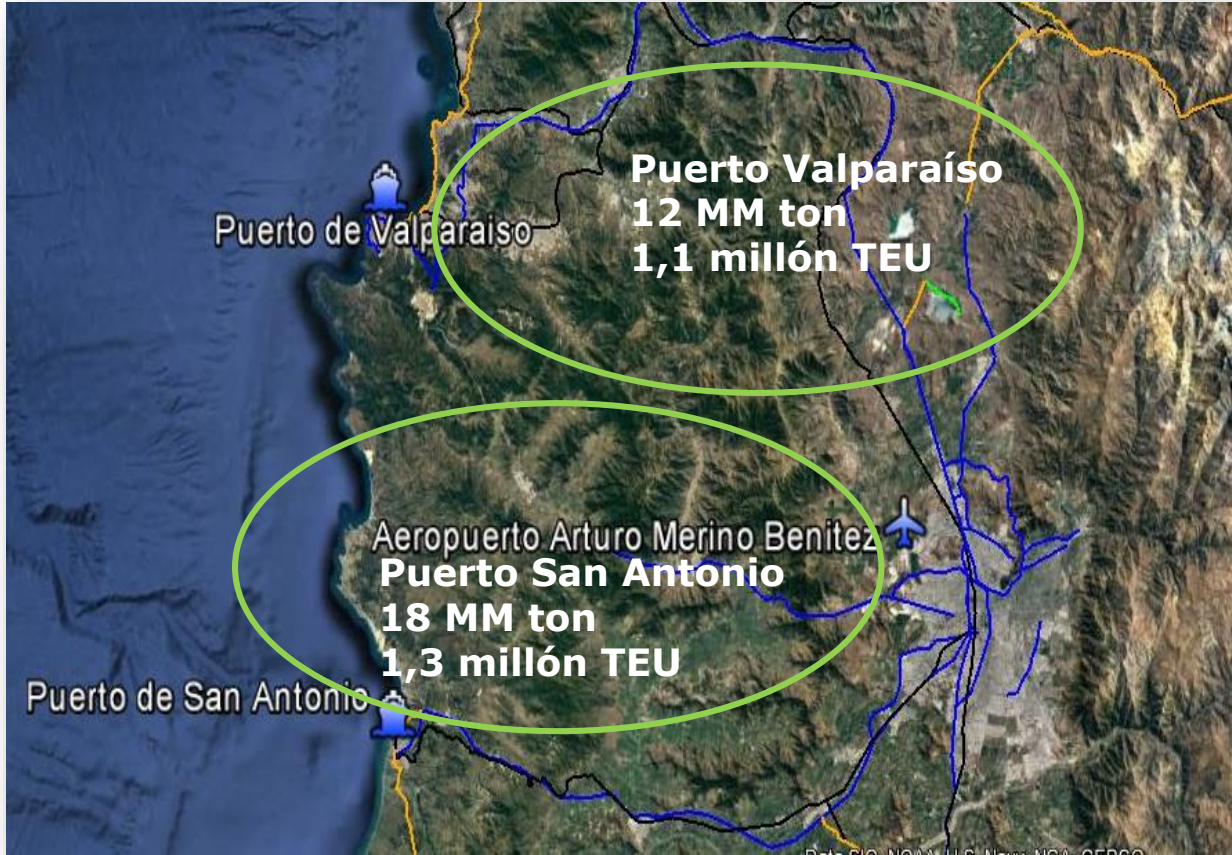 Puerto Valparaíso
12 MM ton
1,1 millón TEU
Puerto de Valparaiso
Aeropuerto Arturo Merino Benitez
Puerto San Antonio
18 MM ton
1,3 millón TEU
Puerto de San Antonio